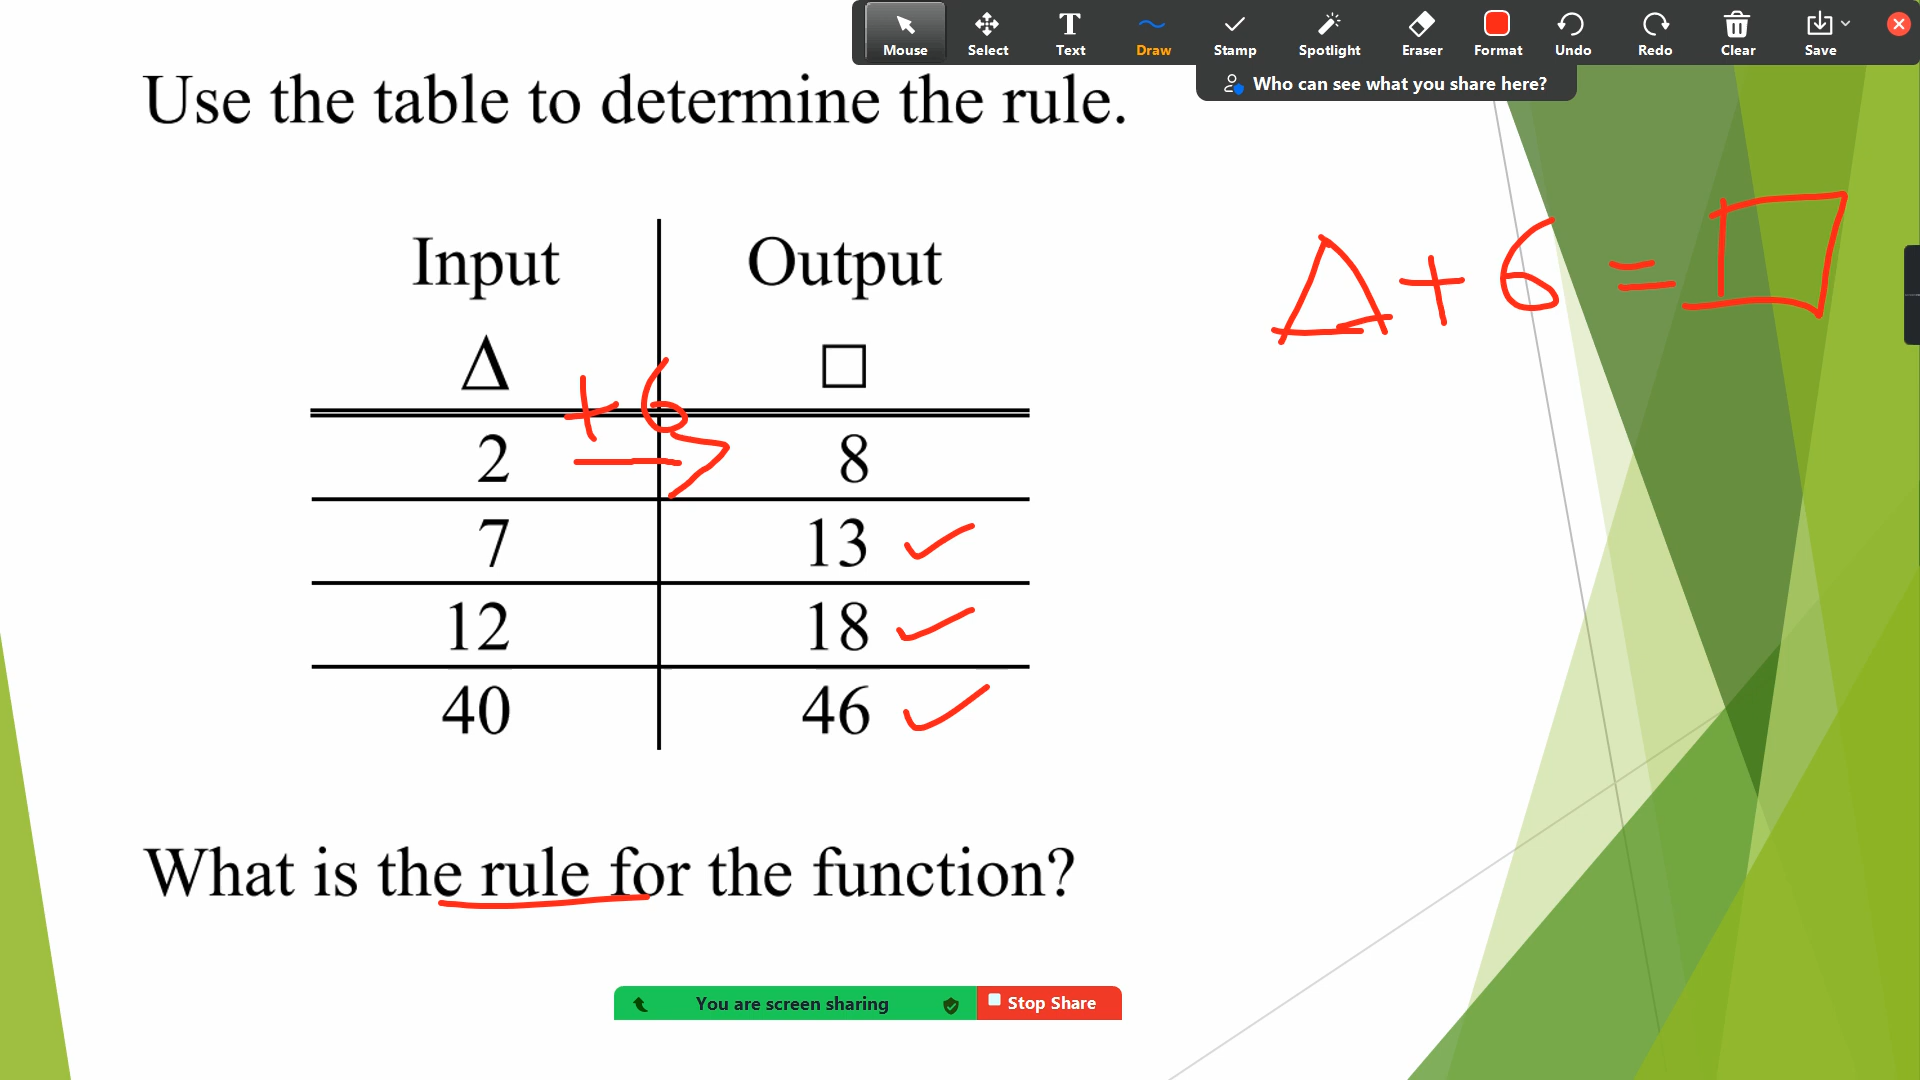 Mouse Select Text Draw Stamp Spotlight Eraser Format Undo Redo Clear Save
Who can see what you share here?
Use the table to determine the rule.
Input Output
Δ □
+ 6
2 8
7 13
12 18
40 46
Δ + 6 = □
What is the rule for the function?
You are screen sharing Stop Share